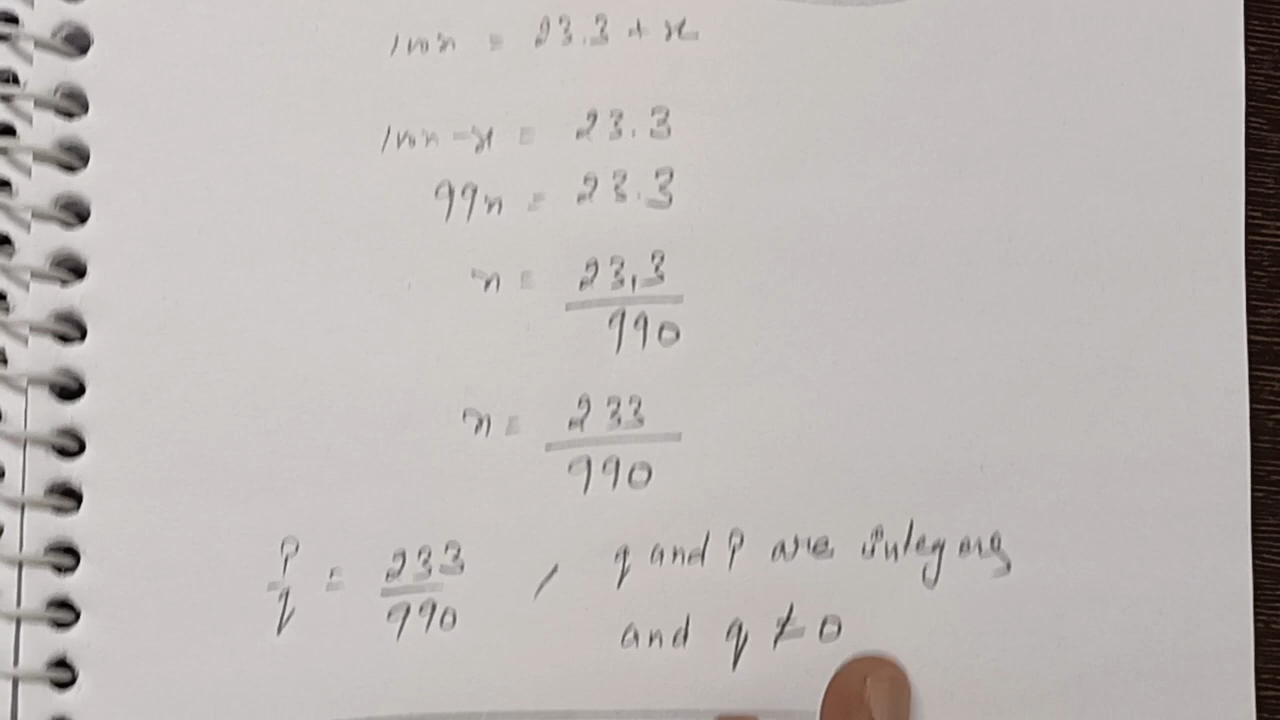 100x = 23.3 + x
100x - x = 23.3
99x = 23.3
x = 23.3
990
x = 233
990
p/q = 233/990 , q and p are integers
and q ≠ 0